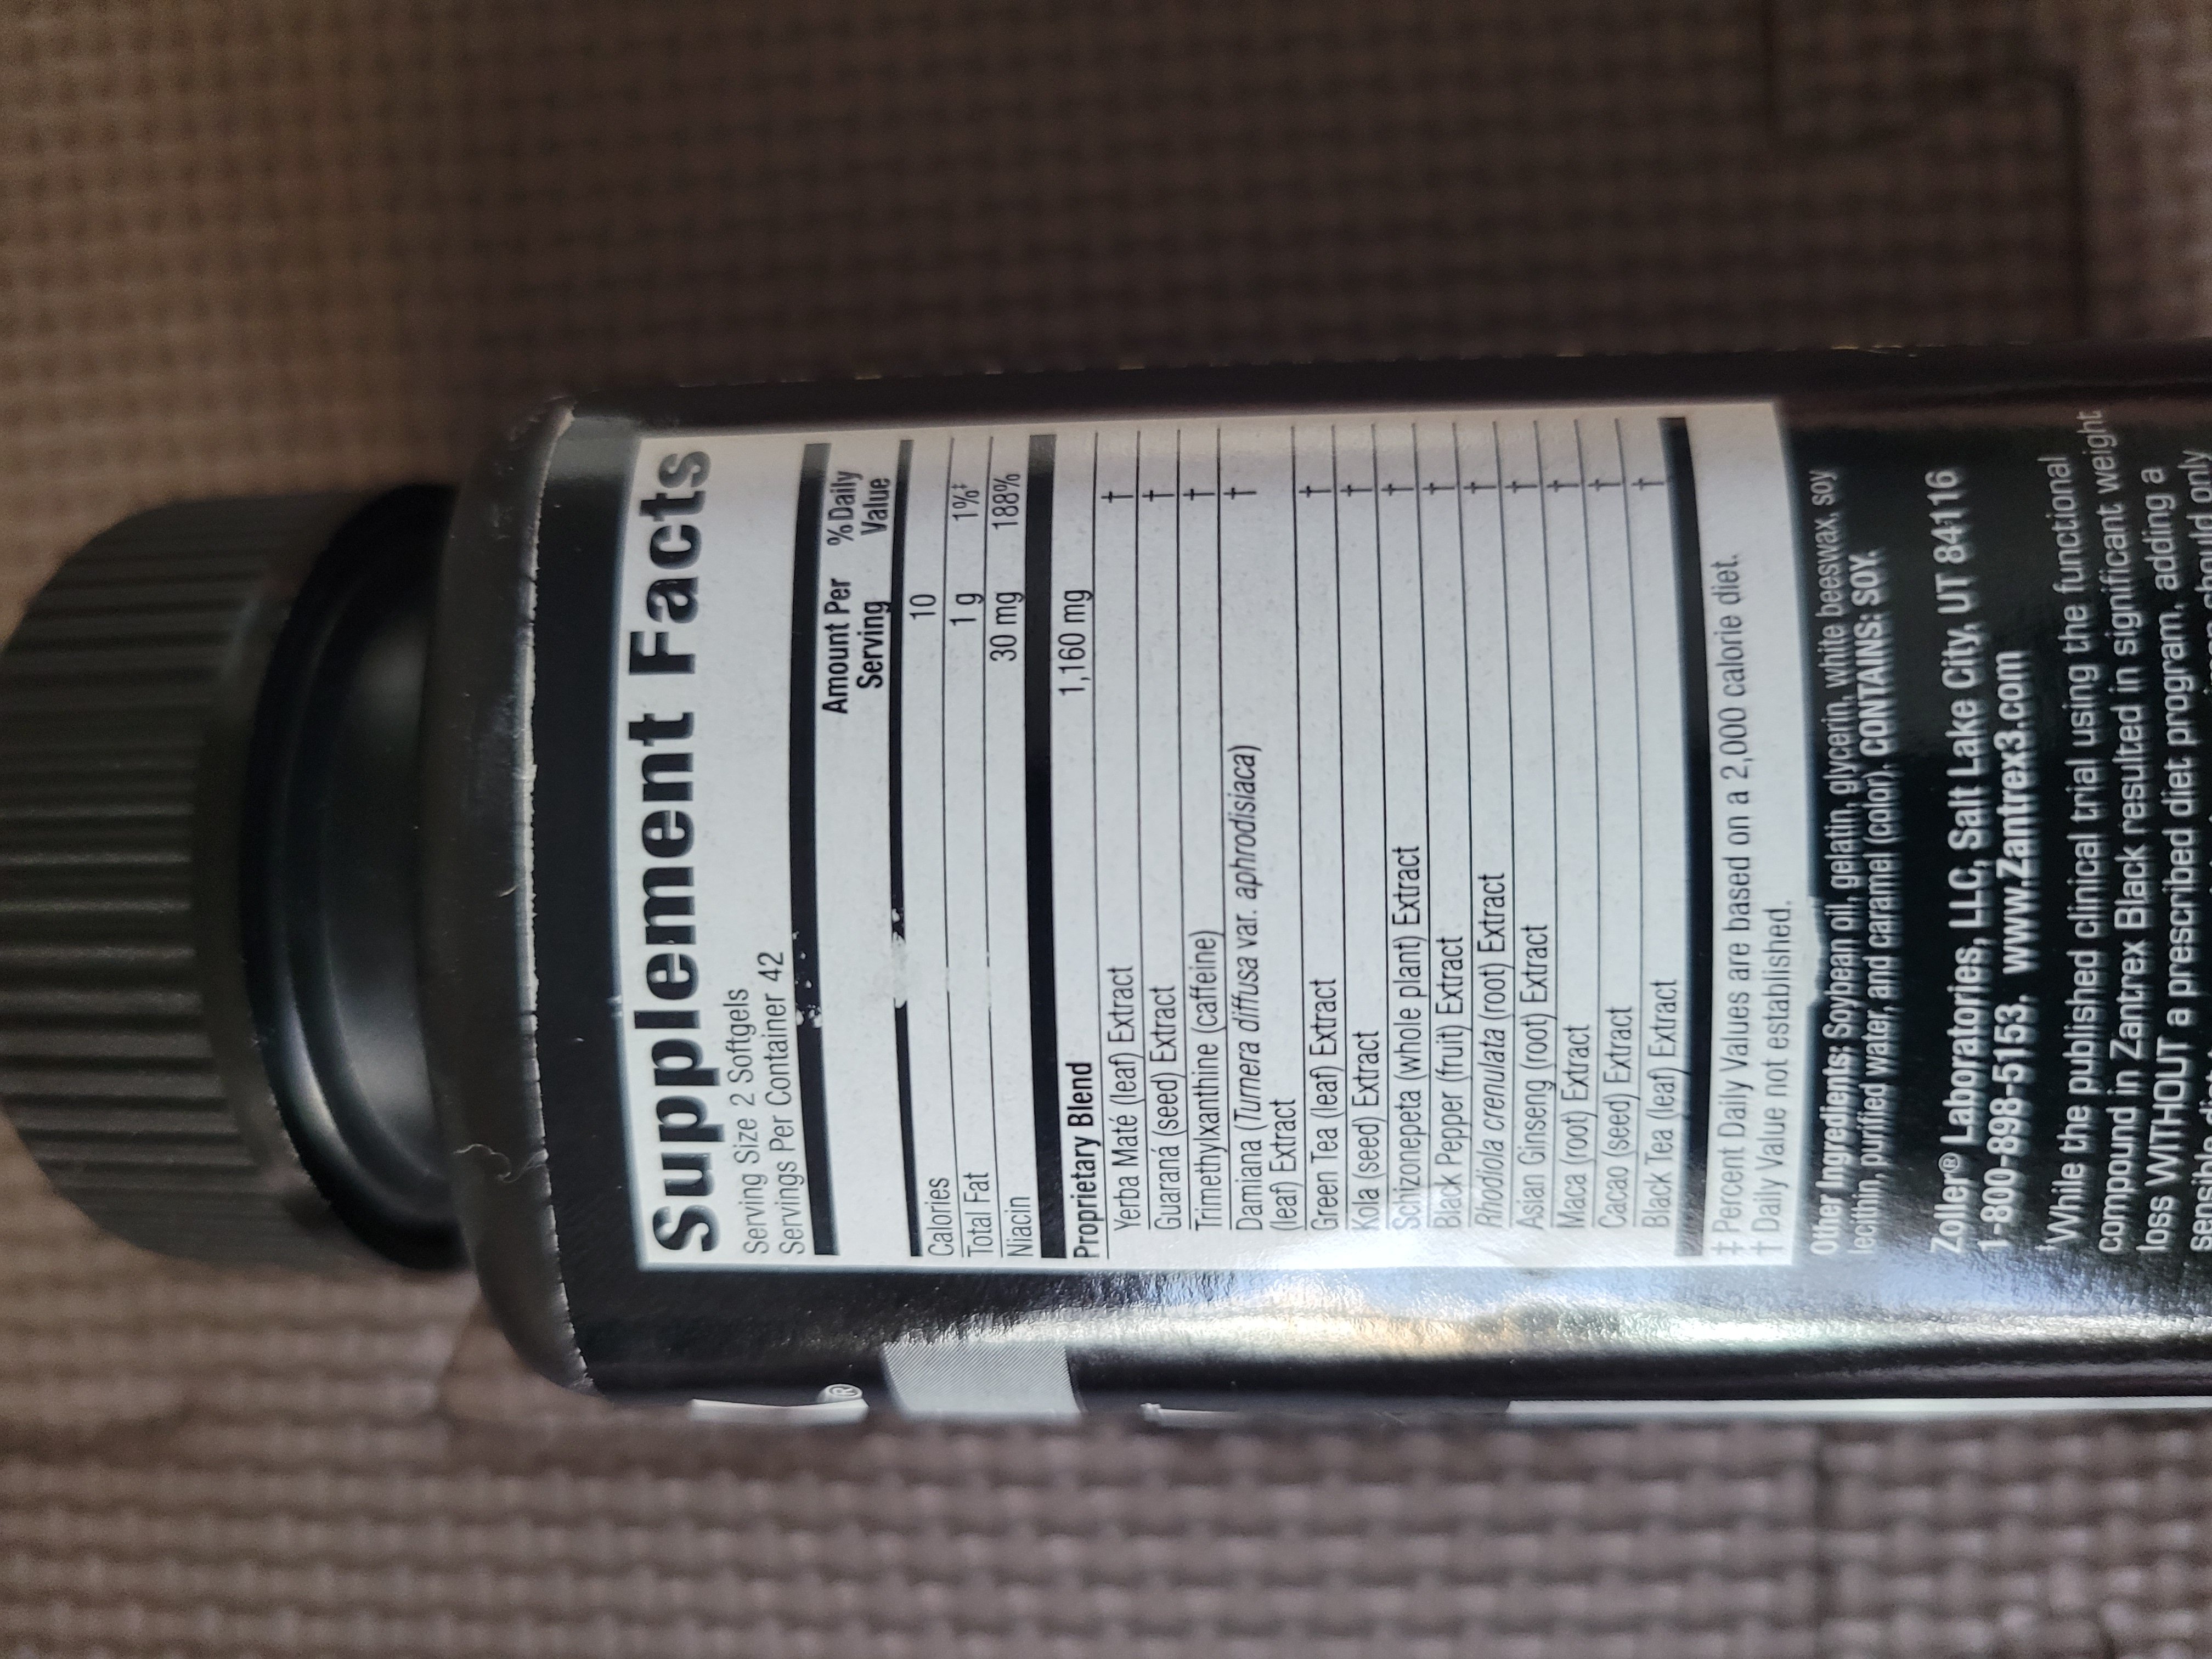 Supplement Facts
Serving Size 2 Softgels
Servings Per Container 42
Amount Per Serving % Daily Value
Calories 10
Total Fat 1 g 1%‡
Niacin 30 mg 188%
Proprietary Blend 1,160 mg
Yerba Maté (leaf) Extract †
Guaraná (seed) Extract †
Trimethylxanthine (caffeine) †
Damiana (Turnera diffusa var. aphrodisiaca) †
(leaf) Extract
Green Tea (leaf) Extract †
Kola (seed) Extract †
Schizonepeta (whole plant) Extract †
Black Pepper (fruit) Extract †
Rhodiola crenulata (root) Extract †
Asian Ginseng (root) Extract †
Maca (root) Extract †
Cacao (seed) Extract †
Black Tea (leaf) Extract †
‡ Percent Daily Values are based on a 2,000 calorie diet.
† Daily Value not established.
Other Ingredients: Soybean oil, gelatin, glycerin, white beeswax, soy
lecithin, purified water, and caramel (color). CONTAINS: SOY.
Zoller® Laboratories, LLC, Salt Lake City, UT 84116
1-800-898-5153. www.Zantrex3.com
†While the published clinical trial using the functional
compound in Zantrex Black resulted in significant weight
loss WITHOUT a prescribed diet program, adding a
should only
®